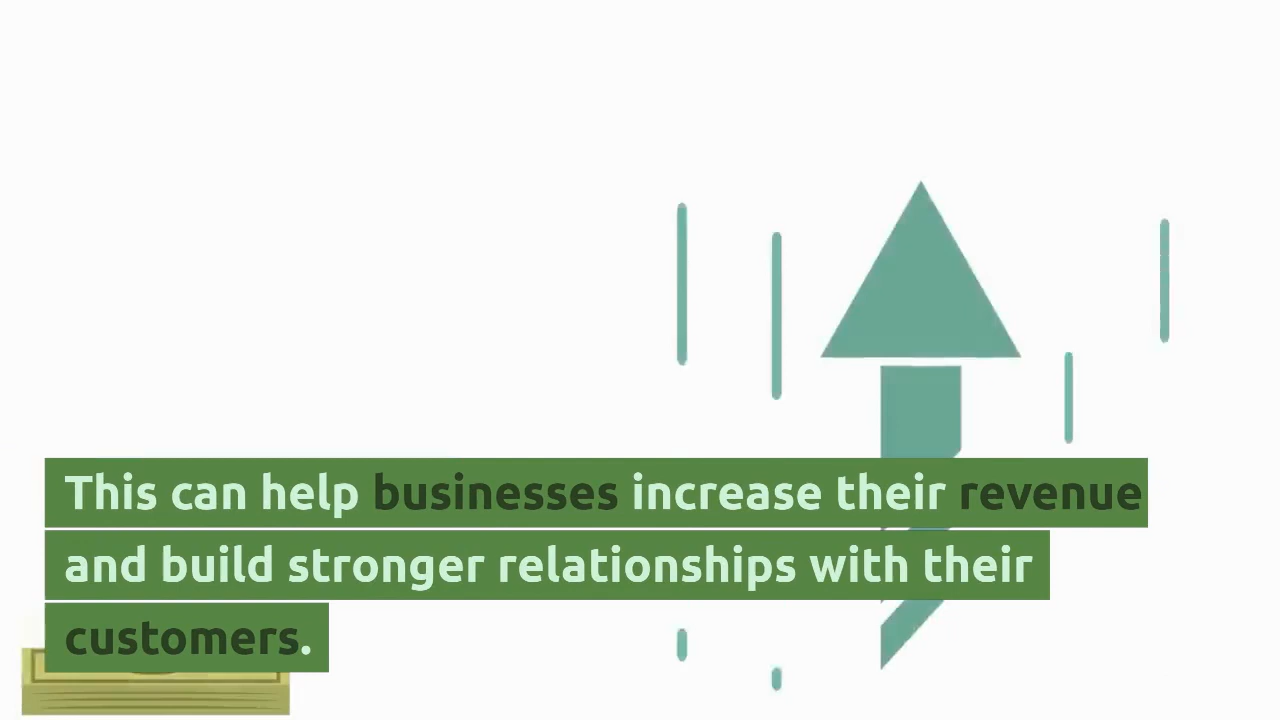 This can help businesses increase their revenue
and build stronger relationships with their
customers.